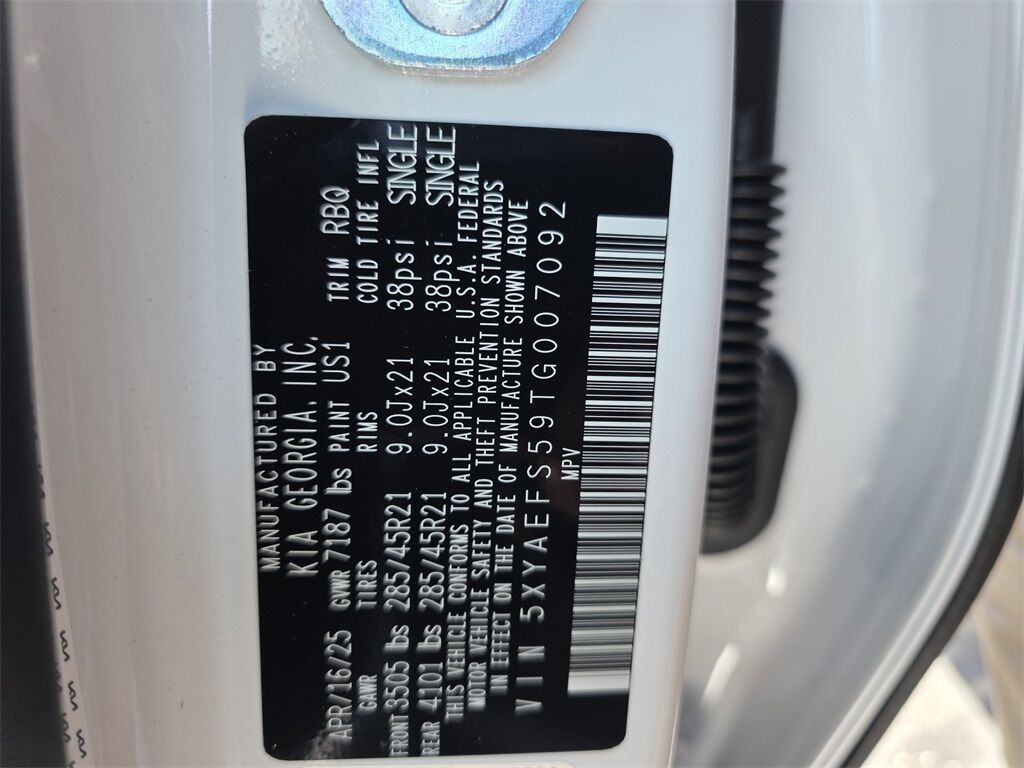 MANUFACTURED BY
KIA GEORGIA, INC.
APR/16/25 GVWR 7187 lbs PAINT US1 TRIM RBQ
GAWR TIRES RIMS COLD TIRE INFL
FRONT 3505 lbs 285/45R21 9.0Jx21 38psi SINGLE
REAR 4101 lbs 285/45R21 9.0Jx21 38psi SINGLE
THIS VEHICLE CONFORMS TO ALL APPLICABLE U.S.A. FEDERAL
MOTOR VEHICLE SAFETY AND THEFT PREVENTION STANDARDS
IN EFFECT ON THE DATE OF MANUFACTURE SHOWN ABOVE
VIN 5XYAEFS59TG007092
MPV